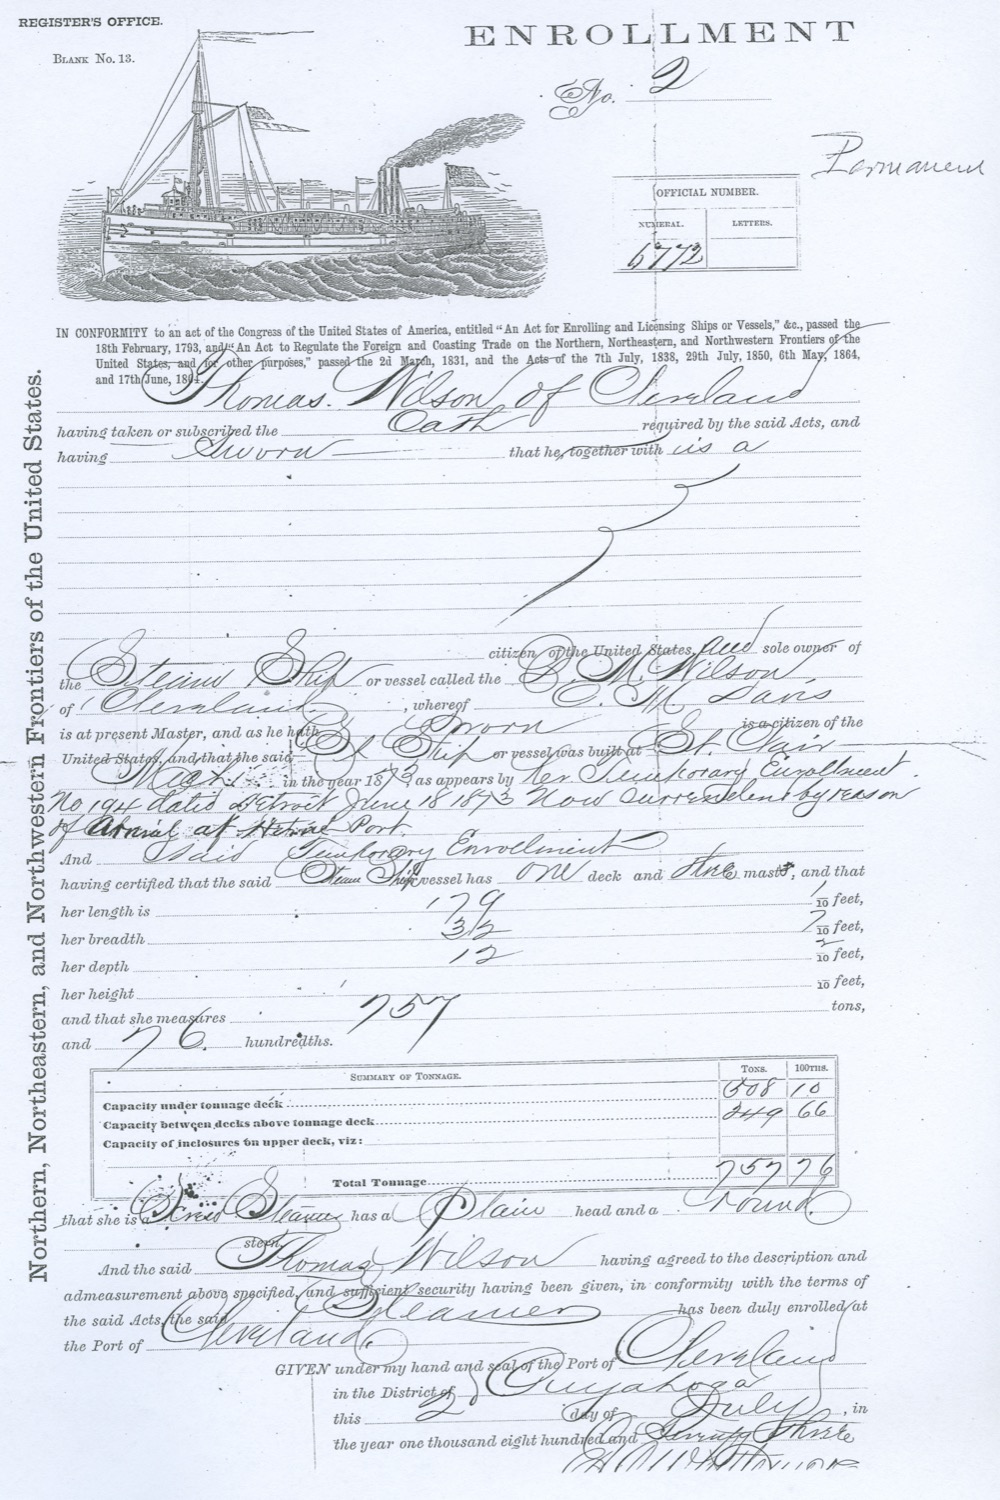 REGISTER'S OFFICE.
BLANK No. 13.
ENROLLMENT
No. 2
Permanent
OFFICIAL NUMBER.
NUMERAL. LETTERS.
6772
IN CONFORMITY to an act of the Congress of the United States of America, entitled "An Act for Enrolling and Licensing Ships or Vessels," &c., passed the
18th February, 1793, and "An Act to Regulate the Foreign and Coasting Trade on the Northern, Northeastern, and Northwestern Frontiers of the
United States, and for other purposes," passed the 2d March, 1831, and the Acts of the 7th July, 1838, 29th July, 1850, 6th May, 1864,
and 17th June, 1864.
Thomas Wilson of Cleveland
having taken or subscribed the Oath required by the said Acts, and
having Sworn that he, together with is a
citizen of the United States, and sole owner of
the Steam Ship or vessel called the D. M. Wilson
of Cleveland, whereof C. M. Davis
is at present Master, and as he hath Sworn is a citizen of the
United States, and that the said St Ship or vessel was built at St. Clair
Mich. in the year 1873, as appears by her Temporary Enrollment
No 194 dated Detroit June 18 1873 Now Surrendered by reason
of Arrival at Home Port.
And Said Temporary Enrollment
having certified that the said Steam Ship vessel has one deck and three masts, and that
her length is 179 1/10 feet,
her breadth 32 7/10 feet,
her depth 12 2/10 feet,
her height /10 feet,
and that she measures 757 tons,
and 76 hundredths.
SUMMARY OF TONNAGE. TONS. 100THS.
Capacity under tonnage deck 508 10
Capacity between decks above tonnage deck 249 66
Capacity of inclosures on upper deck, viz:
Total Tonnage 757 76
that she is a Screw Steamer has a Plain head and a round
stern.
And the said Thomas Wilson having agreed to the description and
admeasurement above specified, and sufficient security having been given, in conformity with the terms of
the said Acts, the said Steamer has been duly enrolled at
the Port of Cleveland.
GIVEN under my hand and seal of the Port of Cleveland
in the District of Cuyahoga
this 2 day of July, in
the year one thousand eight hundred and Seventy Three
Northern, Northeastern, and Northwestern Frontiers of the United States.